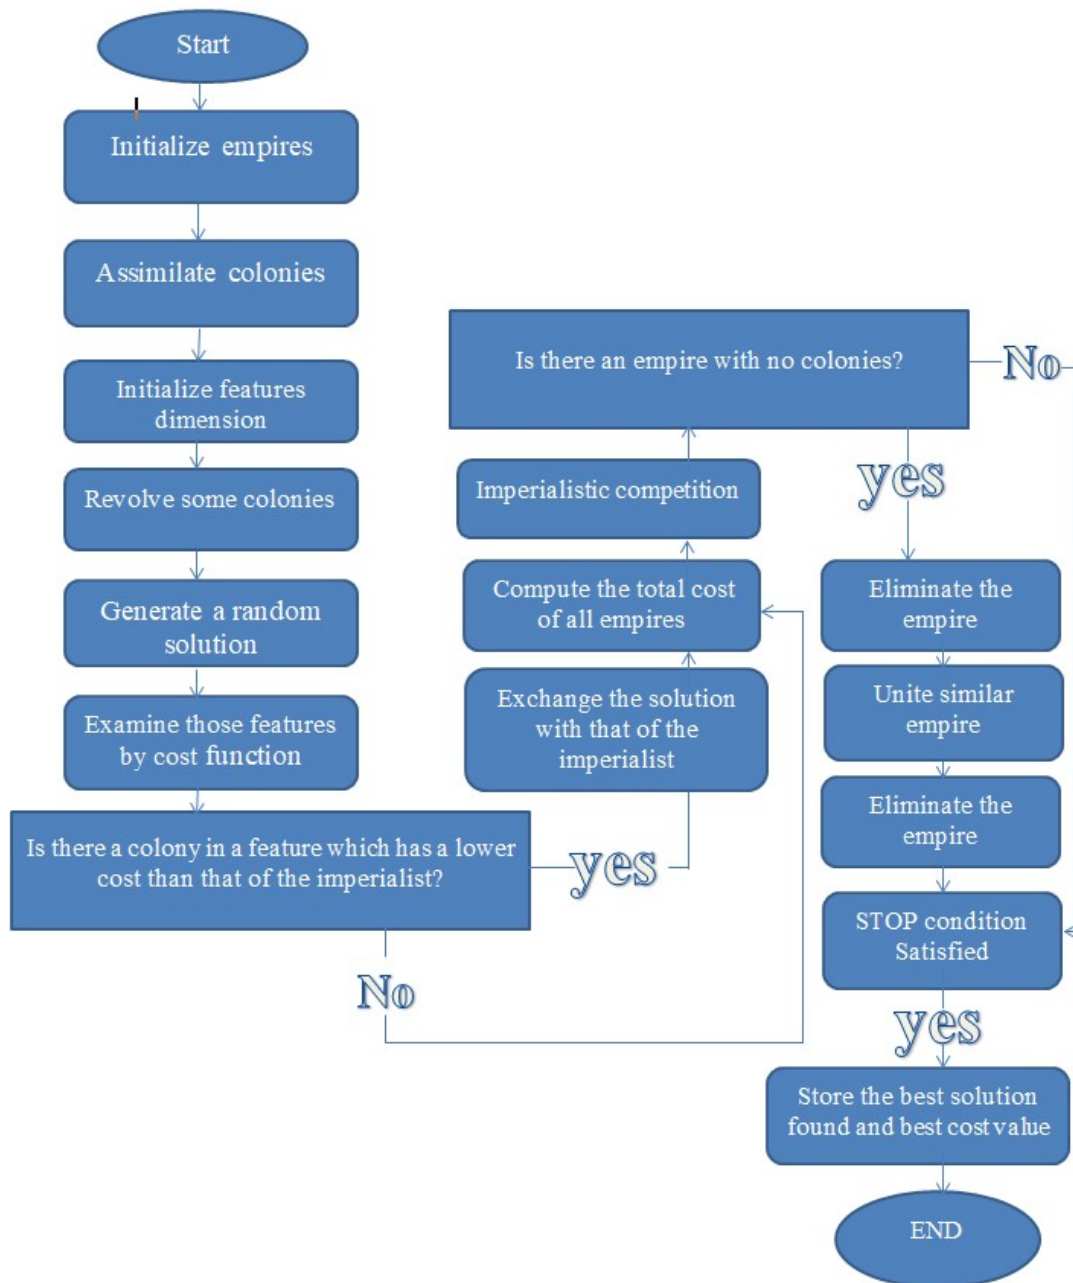 Start
Initialize empires
Assimilate colonies
Initialize features
dimension
Revolve some colonies
Generate a random
solution
Examine those features
by cost function
Is there a colony in a feature which has a lower
cost than that of the imperialist?
yes
No
Exchange the solution
with that of the
imperialist
Compute the total cost
of all empires
Imperialistic competition
Is there an empire with no colonies?
No
yes
Eliminate the
empire
Unite similar
empire
Eliminate the
empire
STOP condition
Satisfied
yes
Store the best solution
found and best cost value
END